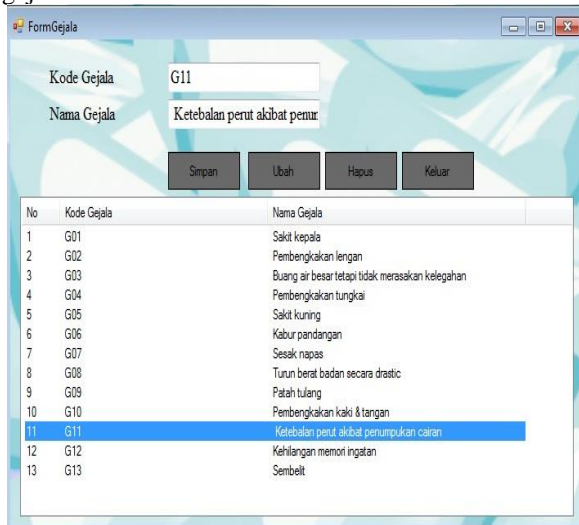 FormGejala
Kode Gejala G11
Nama Gejala Ketebalan perut akibat penur
Simpan Ubah Hapus Keluar
No Kode Gejala Nama Gejala
1 G01 Sakit kepala
2 G02 Pembengkakan lengan
3 G03 Buang air besar tetapi tidak merasakan kelegahan
4 G04 Pembengkakan tungkai
5 G05 Sakit kuning
6 G06 Kabur pandangan
7 G07 Sesak napas
8 G08 Turun berat badan secara drastic
9 G09 Patah tulang
10 G10 Pembengkakan kaki & tangan
11 G11 Ketebalan perut akibat penumpukan cairan
12 G12 Kehilangan memori ingatan
13 G13 Sembelit